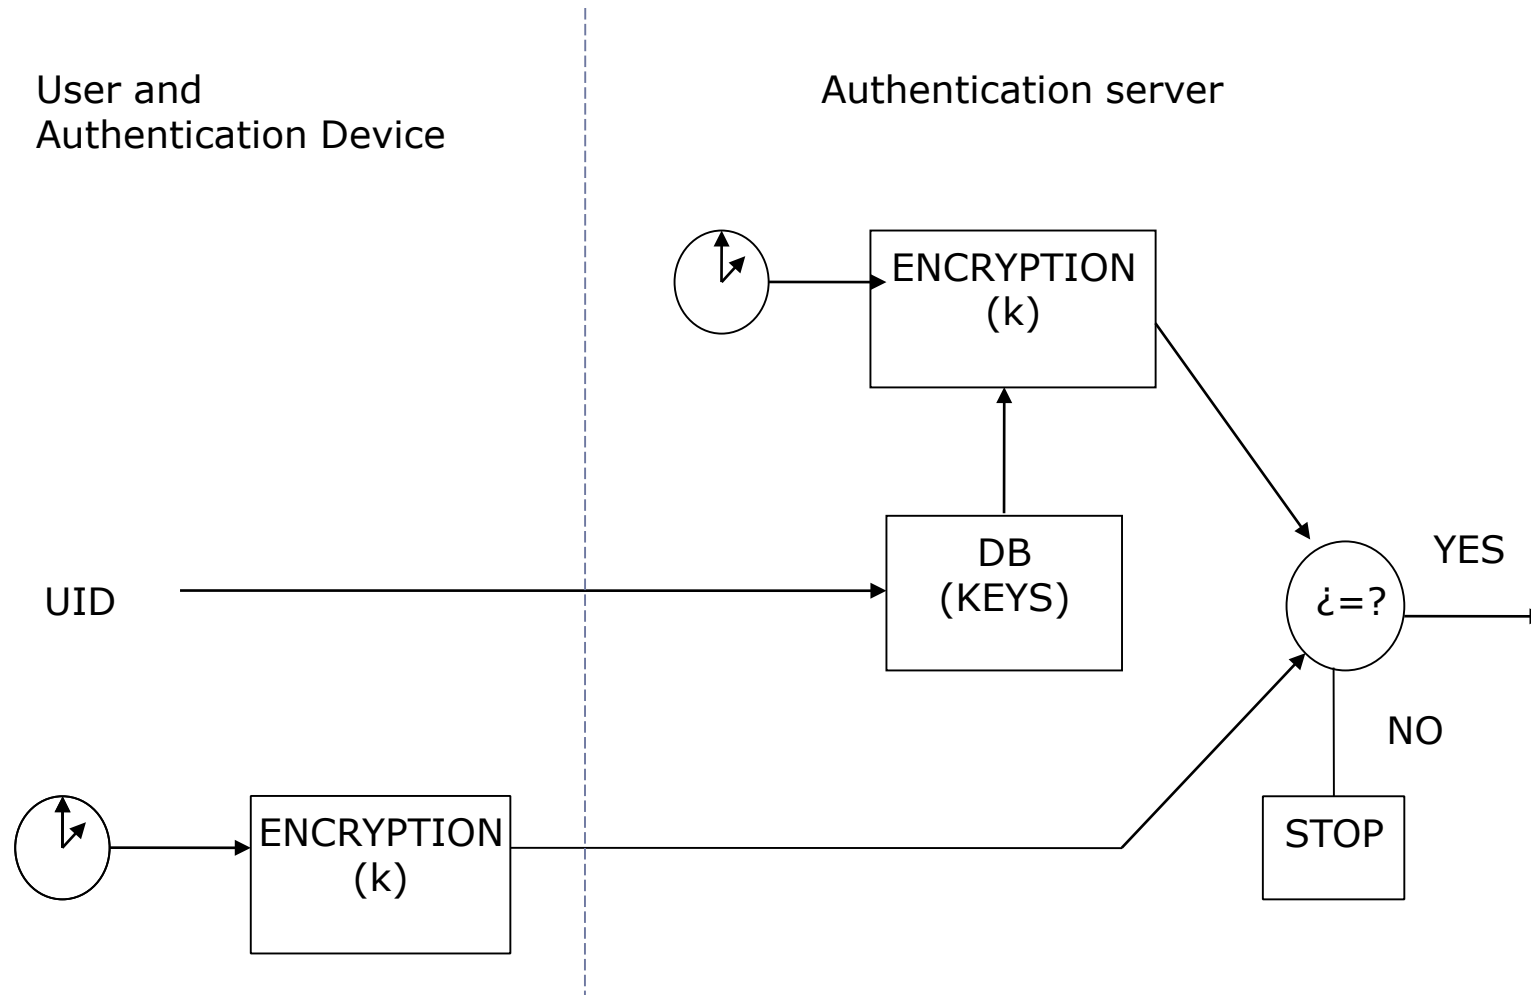 User and
Authentication Device
Authentication server
ENCRYPTION
(k)
DB
(KEYS)
YES
UID
¿=?
NO
ENCRYPTION
(k)
STOP